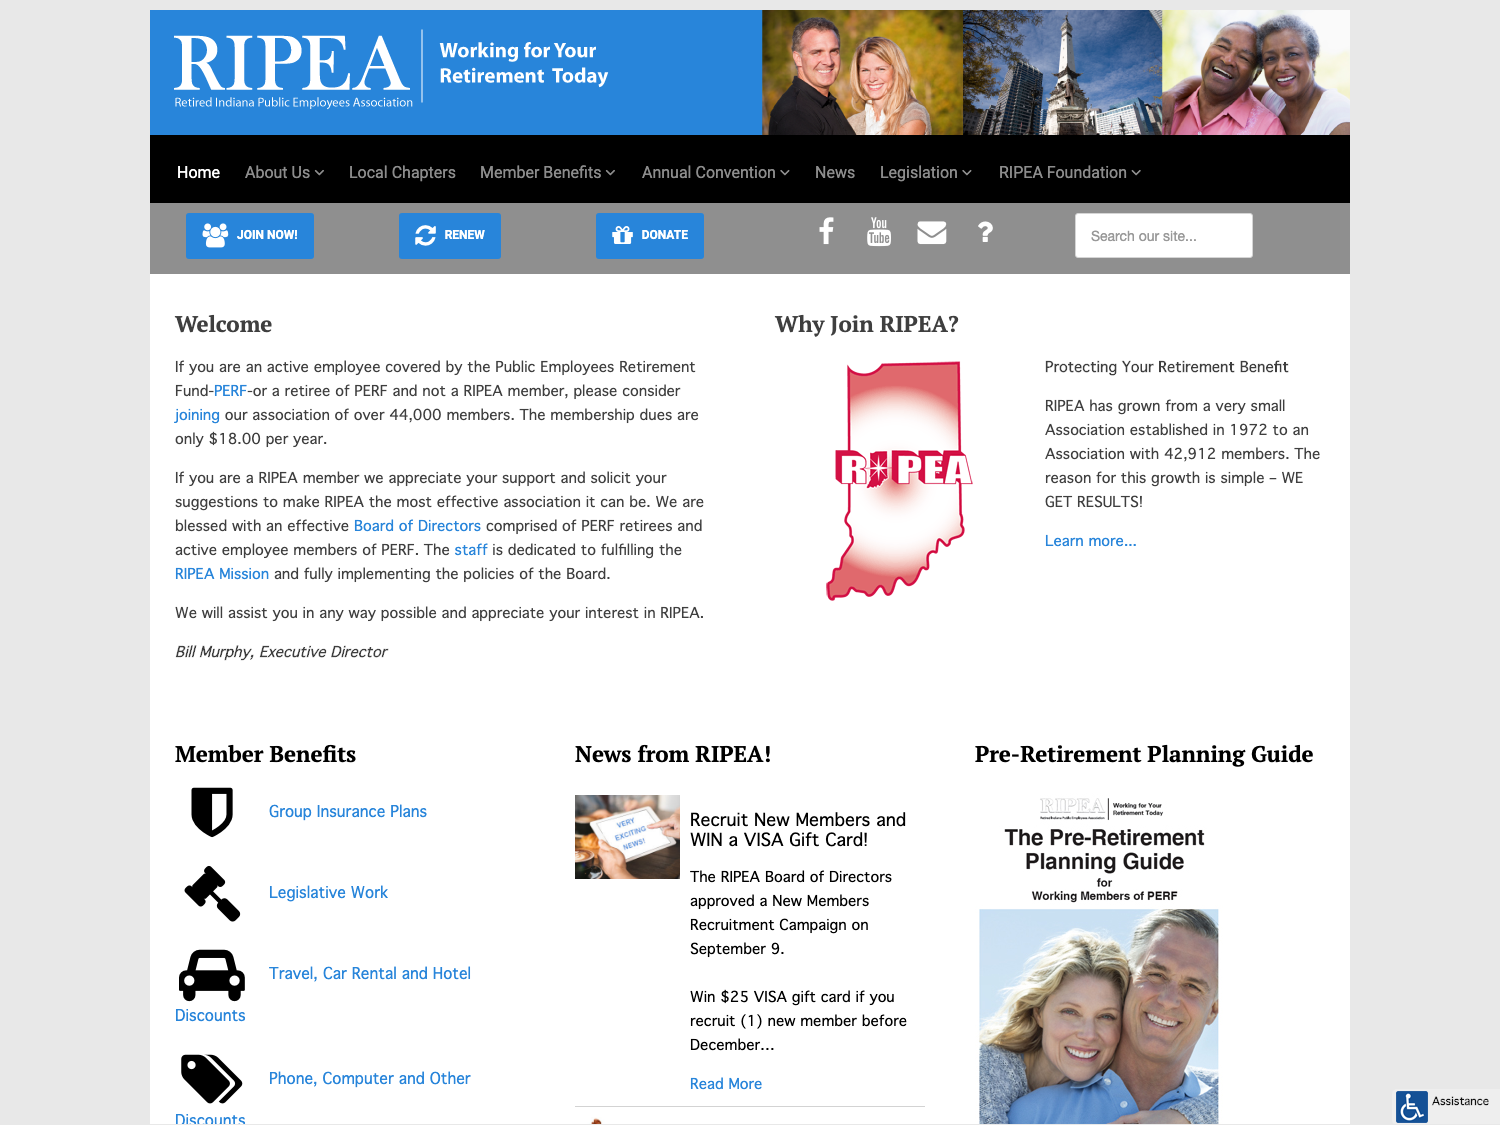 RIPEA
Retired Indiana Public Employees Association
Working for Your
Retirement Today
Home
About Us
Local Chapters
Member Benefits
Annual Convention
News
Legislation
RIPEA Foundation
JOIN NOW!
RENEW
DONATE
You
Tube
?
Search our site...
Welcome
If you are an active employee covered by the Public Employees Retirement
Fund-PERF-or a retiree of PERF and not a RIPEA member, please consider
joining our association of over 44,000 members. The membership dues are
only $18.00 per year.
If you are a RIPEA member we appreciate your support and solicit your
suggestions to make RIPEA the most effective association it can be. We are
blessed with an effective Board of Directors comprised of PERF retirees and
active employee members of PERF. The staff is dedicated to fulfilling the
RIPEA Mission and fully implementing the policies of the Board.
We will assist you in any way possible and appreciate your interest in RIPEA.
Bill Murphy, Executive Director
Why Join RIPEA?
RIPEA
Protecting Your Retirement Benefit
RIPEA has grown from a very small
Association established in 1972 to an
Association with 42,912 members. The
reason for this growth is simple – WE
GET RESULTS!
Learn more...
Member Benefits
Group Insurance Plans
Legislative Work
Travel, Car Rental and Hotel
Discounts
Phone, Computer and Other
Discounts
News from RIPEA!
VERY
EXCITING
NEWS!
Recruit New Members and
WIN a VISA Gift Card!
The RIPEA Board of Directors
approved a New Members
Recruitment Campaign on
September 9.
Win $25 VISA gift card if you
recruit (1) new member before
December...
Read More
Pre-Retirement Planning Guide
RIPEA
Retired Indiana Public Employees Association
Working for Your
Retirement Today
The Pre-Retirement
Planning Guide
for
Working Members of PERF
Assistance